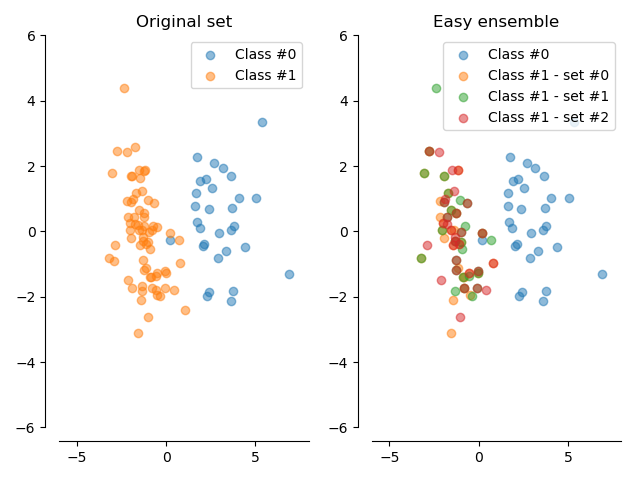 Original set
Easy ensemble
Class #0
Class #1
Class #0
Class #1 - set #0
Class #1 - set #1
Class #1 - set #2
6
4
2
0
−2
−4
−6
−5
0
5
6
4
2
0
−2
−4
−6
−5
0
5